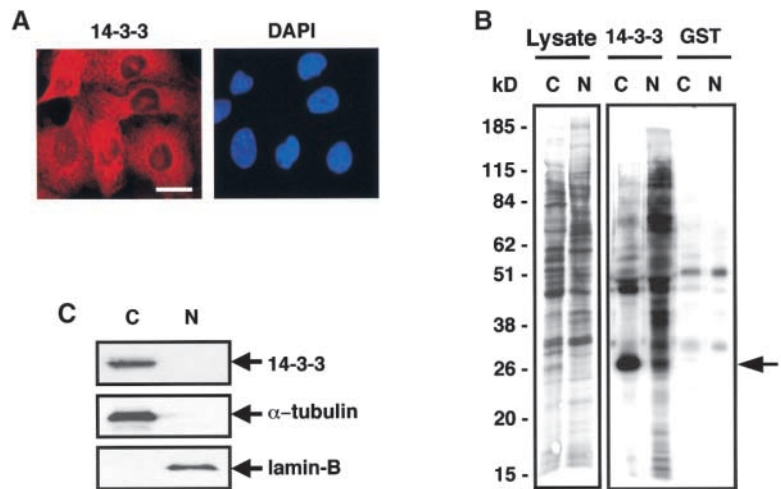 A
14-3-3 DAPI
B
Lysate 14-3-3 GST
kD C N C N C N
185 -
115 -
84 -
62 -
51 -
38 -
26 -
20 -
15 -
C
C N
14-3-3
α–tubulin
lamin-B